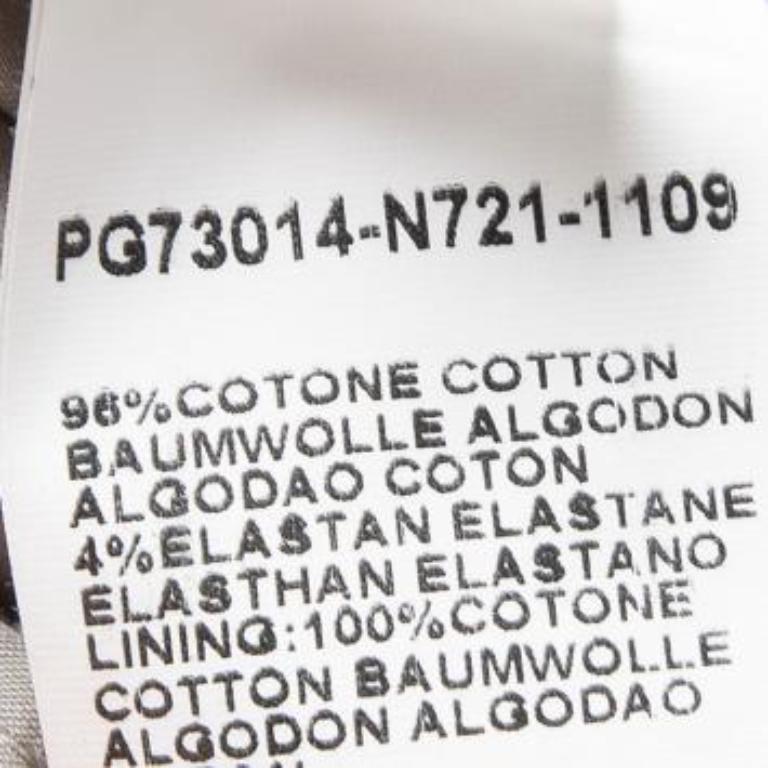 PG73014-N721-1109
96%COTONE COTTON
BAUMWOLLE ALGODON
ALGODAO COTON
4%ELASTAN ELASTANE
ELASTHAN ELASTANO
LINING:100%COTONE
COTTON BAUMWOLLE
ALGODON ALGODAO